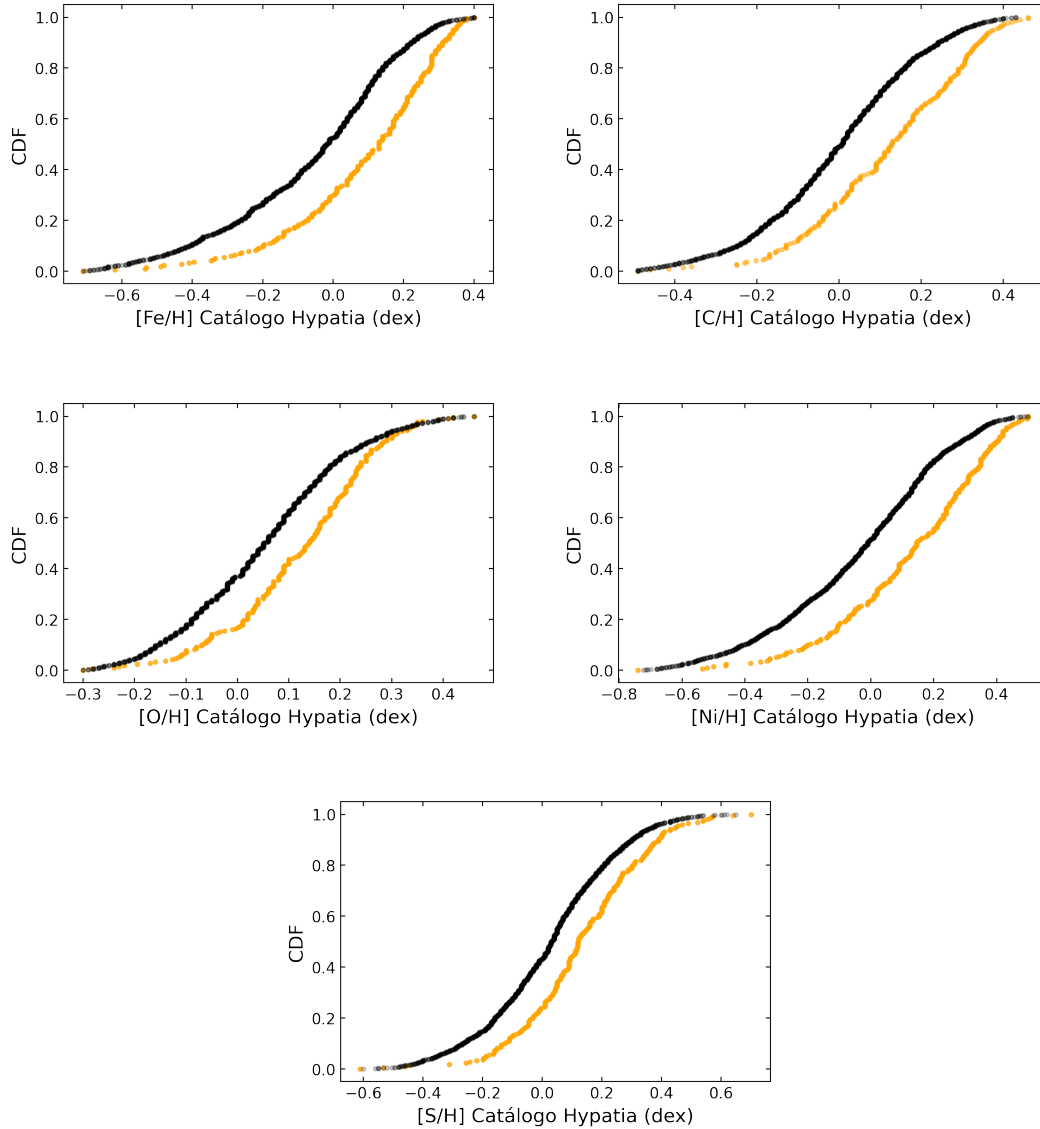 1.0
0.8
0.6
0.4
0.2
0.0
CDF
−0.6 −0.4 −0.2 0.0 0.2 0.4
[Fe/H] Catálogo Hypatia (dex)
1.0
0.8
0.6
0.4
0.2
0.0
CDF
−0.4 −0.2 0.0 0.2 0.4
[C/H] Catálogo Hypatia (dex)
1.0
0.8
0.6
0.4
0.2
0.0
CDF
−0.3 −0.2 −0.1 0.0 0.1 0.2 0.3 0.4
[O/H] Catálogo Hypatia (dex)
1.0
0.8
0.6
0.4
0.2
0.0
CDF
−0.8 −0.6 −0.4 −0.2 0.0 0.2 0.4
[Ni/H] Catálogo Hypatia (dex)
1.0
0.8
0.6
0.4
0.2
0.0
CDF
−0.6 −0.4 −0.2 0.0 0.2 0.4 0.6
[S/H] Catálogo Hypatia (dex)